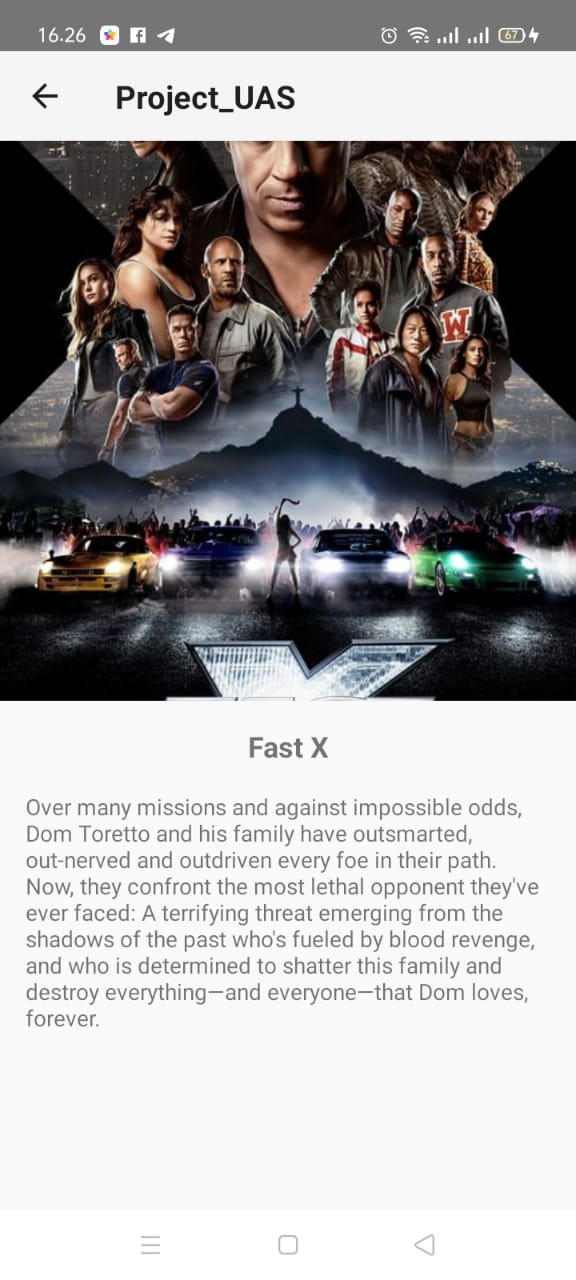 16.26
67
Project_UAS
W
X
Fast X
Over many missions and against impossible odds,
Dom Toretto and his family have outsmarted,
out-nerved and outdriven every foe in their path.
Now, they confront the most lethal opponent they've
ever faced: A terrifying threat emerging from the
shadows of the past who's fueled by blood revenge,
and who is determined to shatter this family and
destroy everything—and everyone—that Dom loves,
forever.